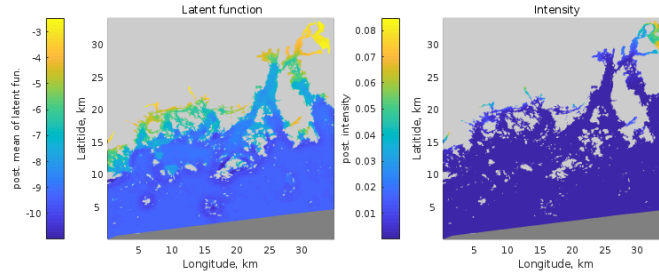 Latent function
Intensity
post. mean of latent fun.
-3
-4
-5
-6
-7
-8
-9
-10
Latitide, km
30
25
20
15
10
5
5 10 15 20 25 30
Longitude, km
post. intensity
0.08
0.07
0.06
0.05
0.04
0.03
0.02
0.01
Latitide, km
30
25
20
15
10
5
5 10 15 20 25 30
Longitude, km